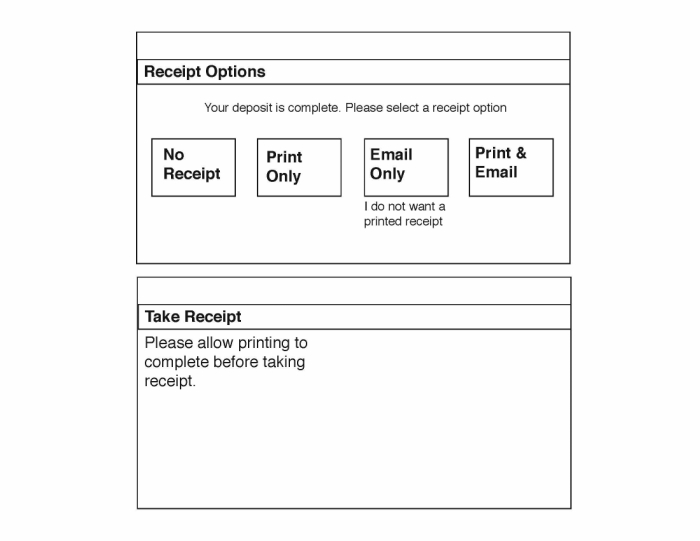 Receipt Options
Your deposit is complete. Please select a receipt option
No
Receipt
Print
Only
Email
Only
Print &
Email
I do not want a
printed receipt
Take Receipt
Please allow printing to
complete before taking
receipt.